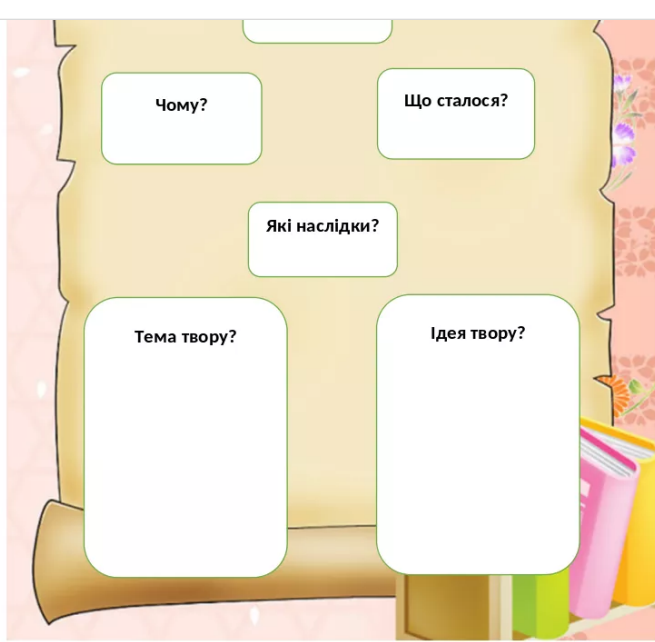 Чому?
Що сталося?
Які наслідки?
Тема твору?
Ідея твору?